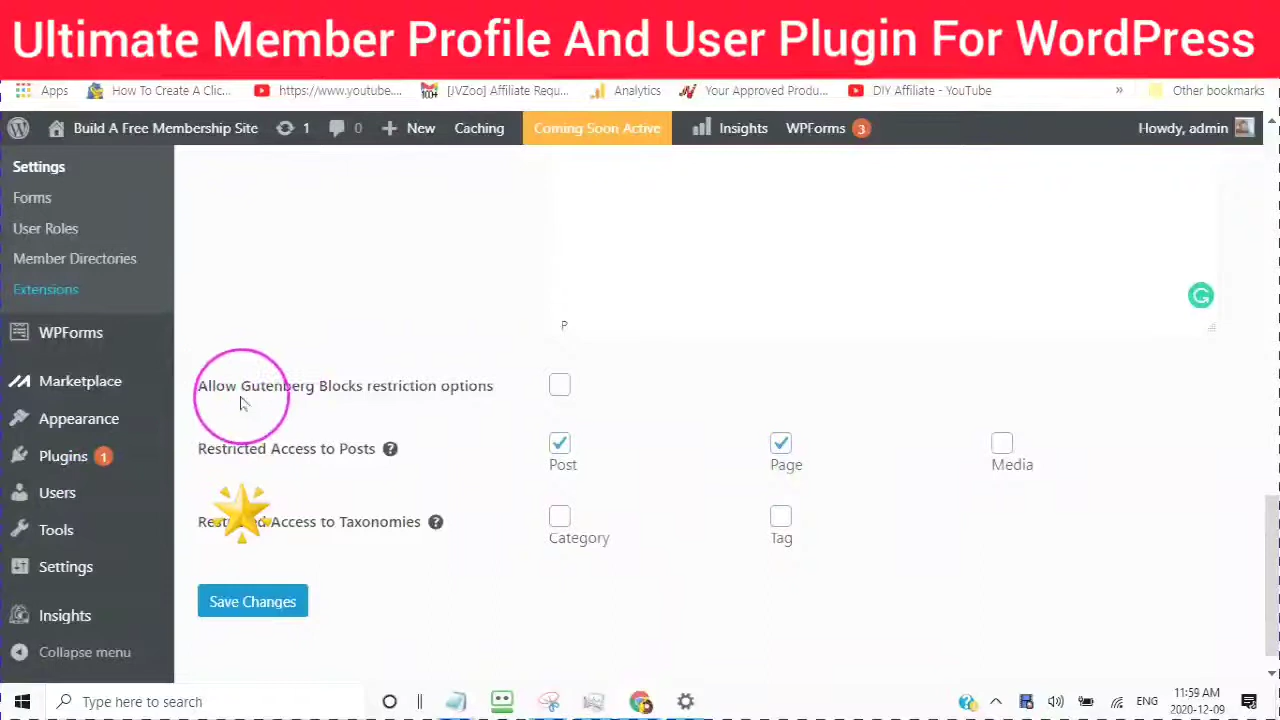 Ultimate Member Profile And User Plugin For WordPress
Apps How To Create A Clic... https://www.youtube.... 100+ [JVZoo] Affiliate Requ... Analytics Your Approved Produ... DIY Affiliate - YouTube » Other bookmarks
Build A Free Membership Site 1 0 New Caching Coming Soon Active Insights WPForms 3 Howdy, admin
Settings
Forms
User Roles
Member Directories
Extensions
WPForms
Marketplace
Appearance
Plugins 1
Users
Tools
Settings
Insights
Collapse menu
P
Allow Gutenberg Blocks restriction options
Restricted Access to Posts ?
Post Page Media
Restricted Access to Taxonomies ?
Category Tag
Save Changes
Type here to search
ENG 11:59 AM
2020-12-09